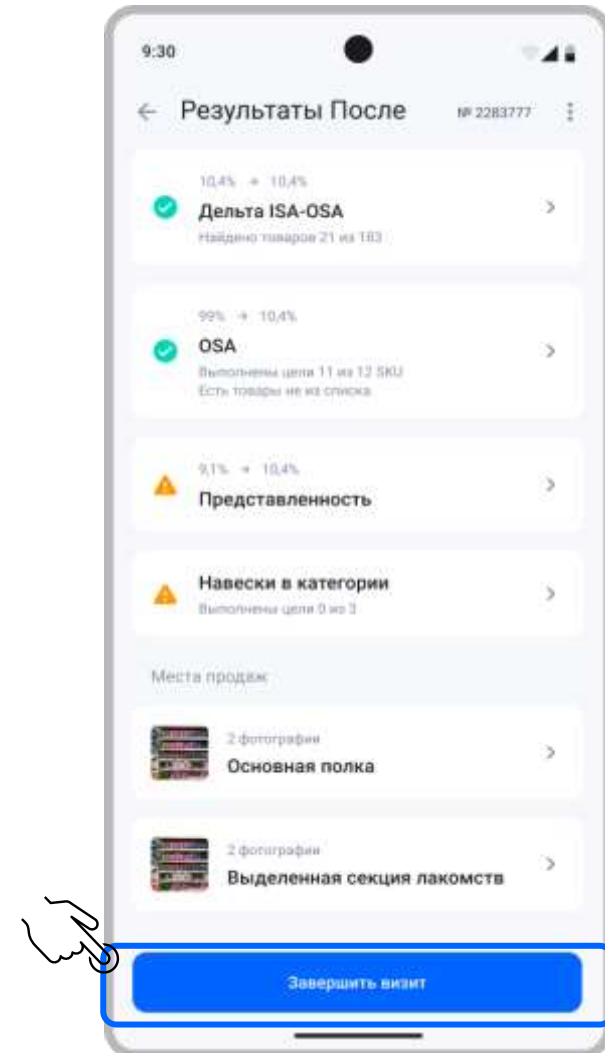 9:30
Результаты После № 2283777
10,4% → 10,4%
Дельта ISA-OSA
Найдено товаров 21 из 183
99% → 10,4%
OSA
Выполнены цели 11 из 12 SKU
Есть товары не из списка
9,1% → 10,4%
Представленность
Навески в категории
Выполнены цели 0 из 3
Места продаж
2 фотографии
Основная полка
2 фотографии
Выделенная секция лакомств
Завершить визит